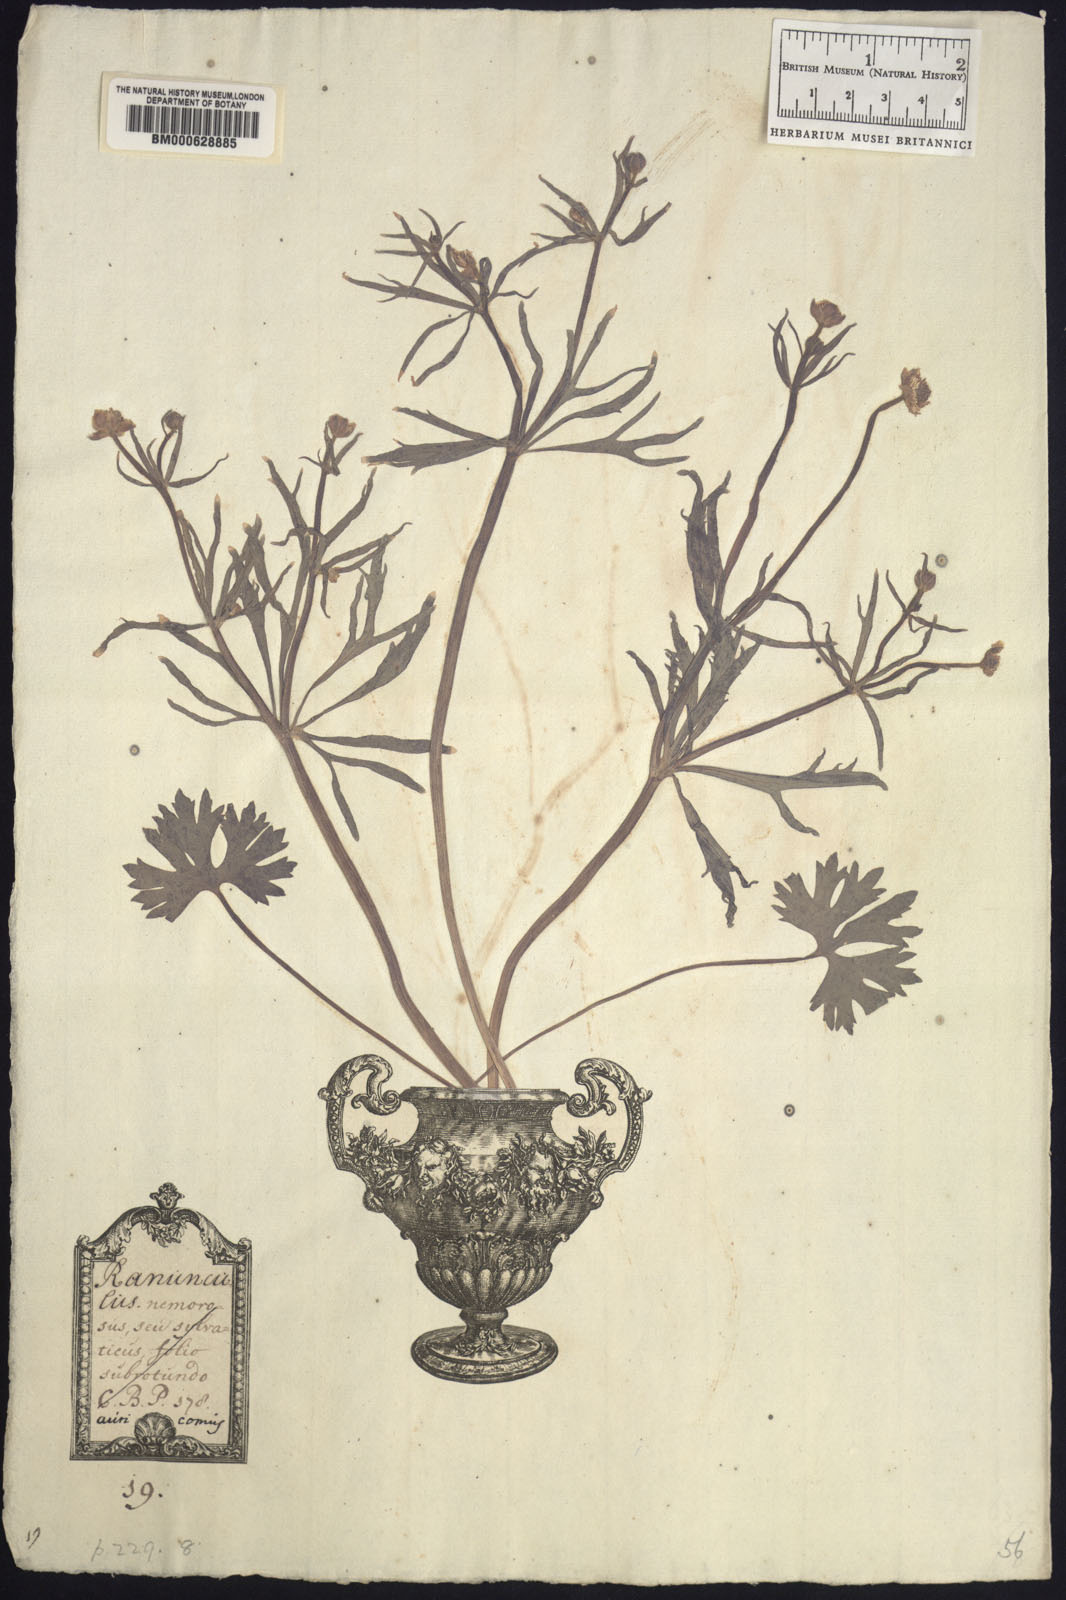 THE NATURAL HISTORY MUSEUM, LONDON
DEPARTMENT OF BOTANY
BM000628885
1 2
BRITISH MUSEUM (NATURAL HISTORY)
1 2 3 4 5
HERBARIUM MUSEI BRITANNICI
Ranuncu
lus. nemoro
sus, seu sylva=
ticus, folio
subrotundo
C. B. P. 178.
auri comus
19.
19
p. 229. 8.
56